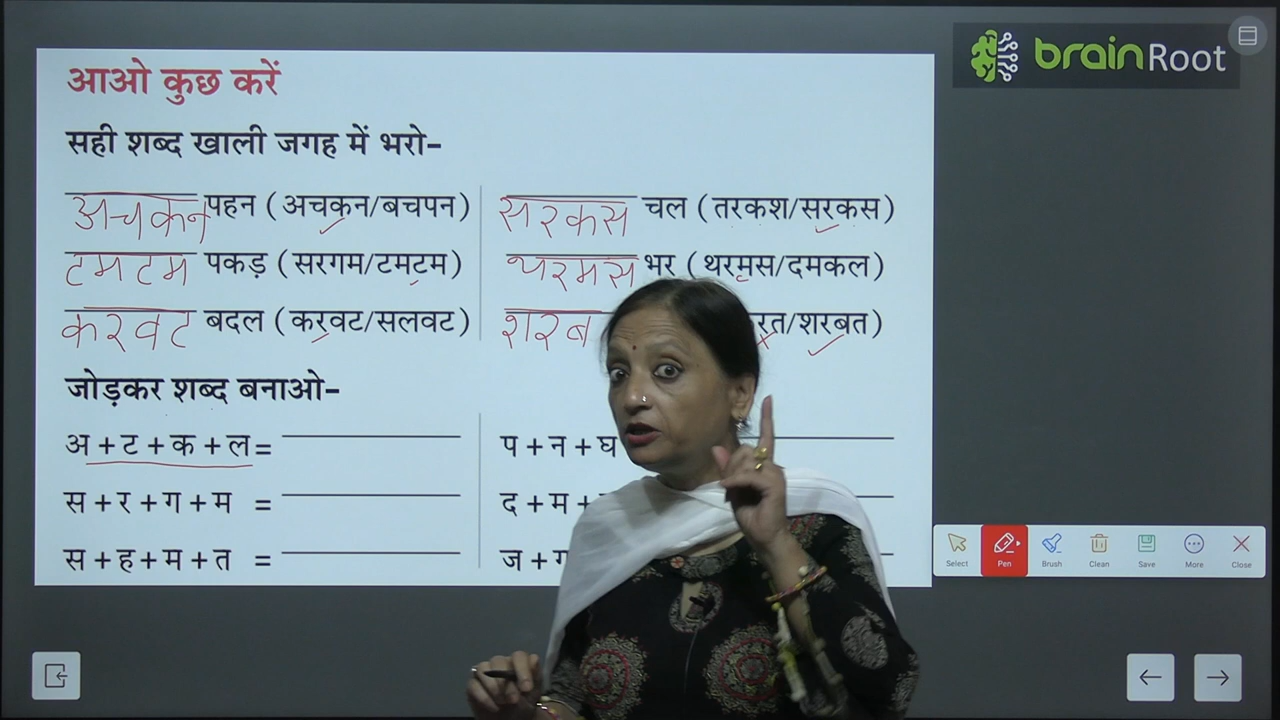 brainRoot
आओ कुछ करें
सही शब्द खाली जगह में भरो-
अचकन पहन (अचकन/बचपन)
सरकस चल (तरकश/सरकस)
टमटम पकड़ (सरगम/टमटम)
थरमस भर (थरमस/दमकल)
करवट बदल (करवट/सलवट)
शरब रत/शरबत)
जोड़कर शब्द बनाओ-
अ + ट + क + ल =
प + न + घ
स + र + ग + म =
द + म +
स + ह + म + त =
ज + ग
Select Pen Brush Clean Save More Close